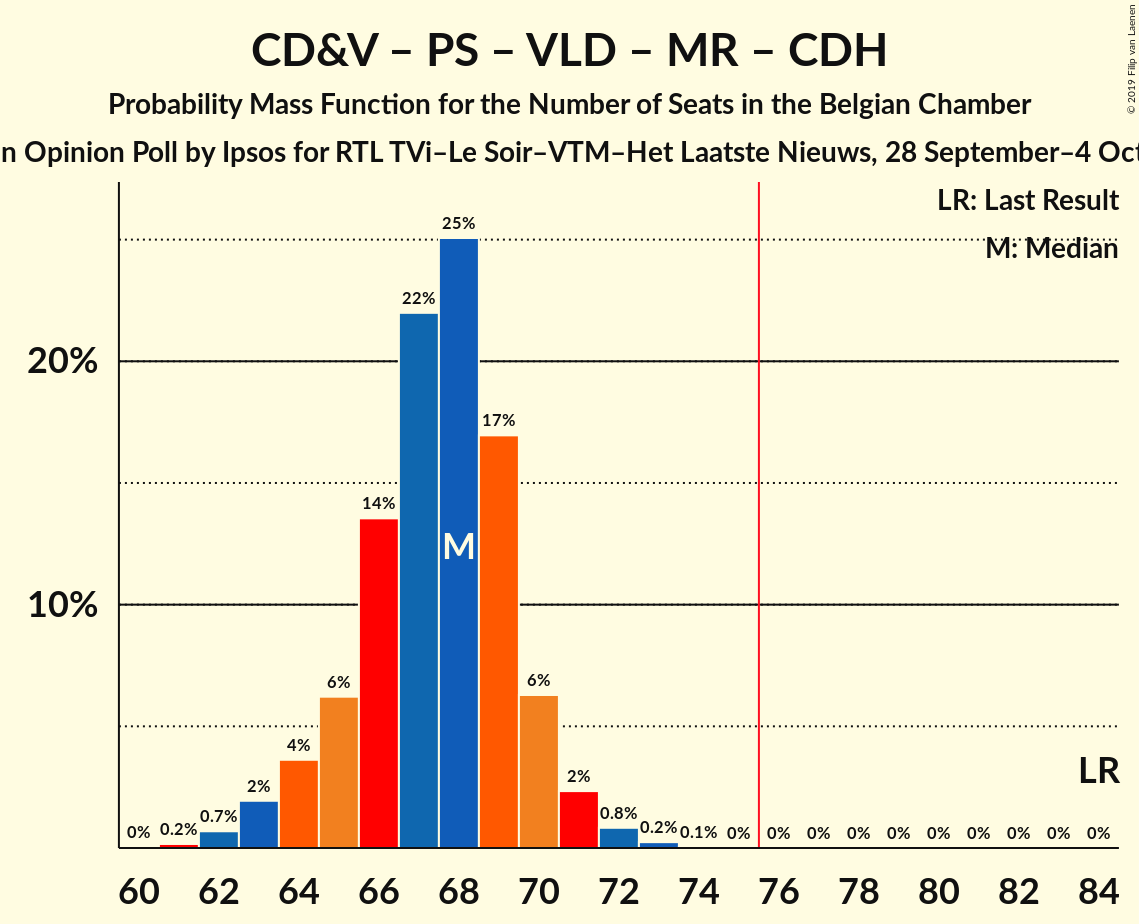 CD&V – PS – VLD – MR – CDH
Probability Mass Function for the Number of Seats in the Belgian Chamber
n Opinion Poll by Ipsos for RTL TVi–Le Soir–VTM–Het Laatste Nieuws, 28 September–4 Oct
© 2019 Filip van Laenen
LR: Last Result
M: Median
25%
22%
20%
17%
14%
M
10%
6%
6%
4%
LR
2%
2%
0.7%
0.8%
0% 0.2% 0.2% 0.1% 0% 0% 0% 0% 0% 0% 0% 0% 0% 0%
60 62 64 66 68 70 72 74 76 78 80 82 84